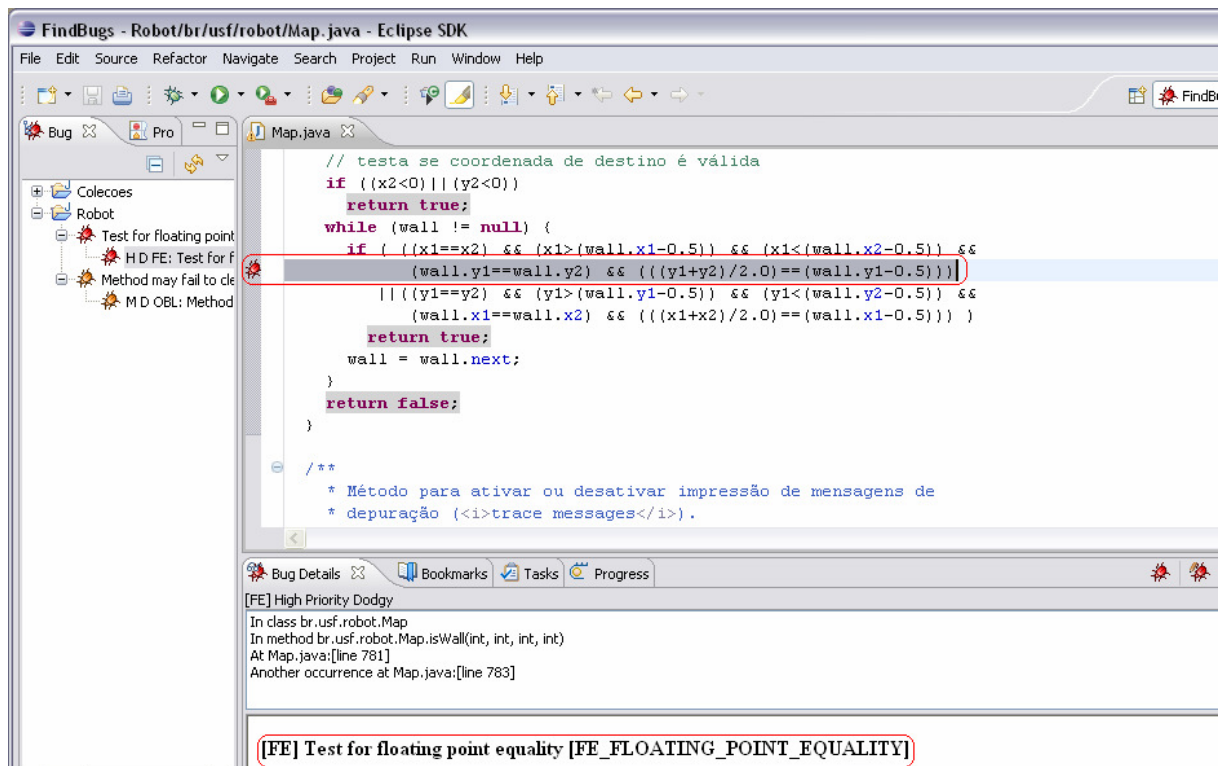 FindBugs - Robot/br/usf/robot/Map.java - Eclipse SDK
File Edit Source Refactor Navigate Search Project Run Window Help
FindBu
Bug Pro
Map.java
Colecoes
Robot
Test for floating point
H D FE: Test for f
Method may fail to cle
M D OBL: Method
// testa se coordenada de destino é válida
if ((x2<0)||(y2<0))
return true;
while (wall != null) {
if ( ((x1==x2) && (x1>(wall.x1-0.5)) && (x1<(wall.x2-0.5)) &&
(wall.y1==wall.y2) && (((y1+y2)/2.0)==(wall.y1-0.5)))
||((y1==y2) && (y1>(wall.y1-0.5)) && (y1<(wall.y2-0.5)) &&
(wall.x1==wall.x2) && (((x1+x2)/2.0)==(wall.x1-0.5))) )
return true;
wall = wall.next;
}
return false;
}
/**
* Método para ativar ou desativar impressão de mensagens de
* depuração (<i>trace messages</i>).
Bug Details Bookmarks Tasks Progress
[FE] High Priority Dodgy
In class br.usf.robot.Map
In method br.usf.robot.Map.isWall(int, int, int, int)
At Map.java:[line 781]
Another occurrence at Map.java:[line 783]
[FE] Test for floating point equality [FE_FLOATING_POINT_EQUALITY]